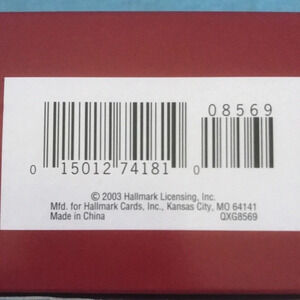 08569
0 15012 74181 0
© 2003 Hallmark Licensing, Inc.
Mfd. for Hallmark Cards, Inc., Kansas City, MO 64141
Made in China QXG8569